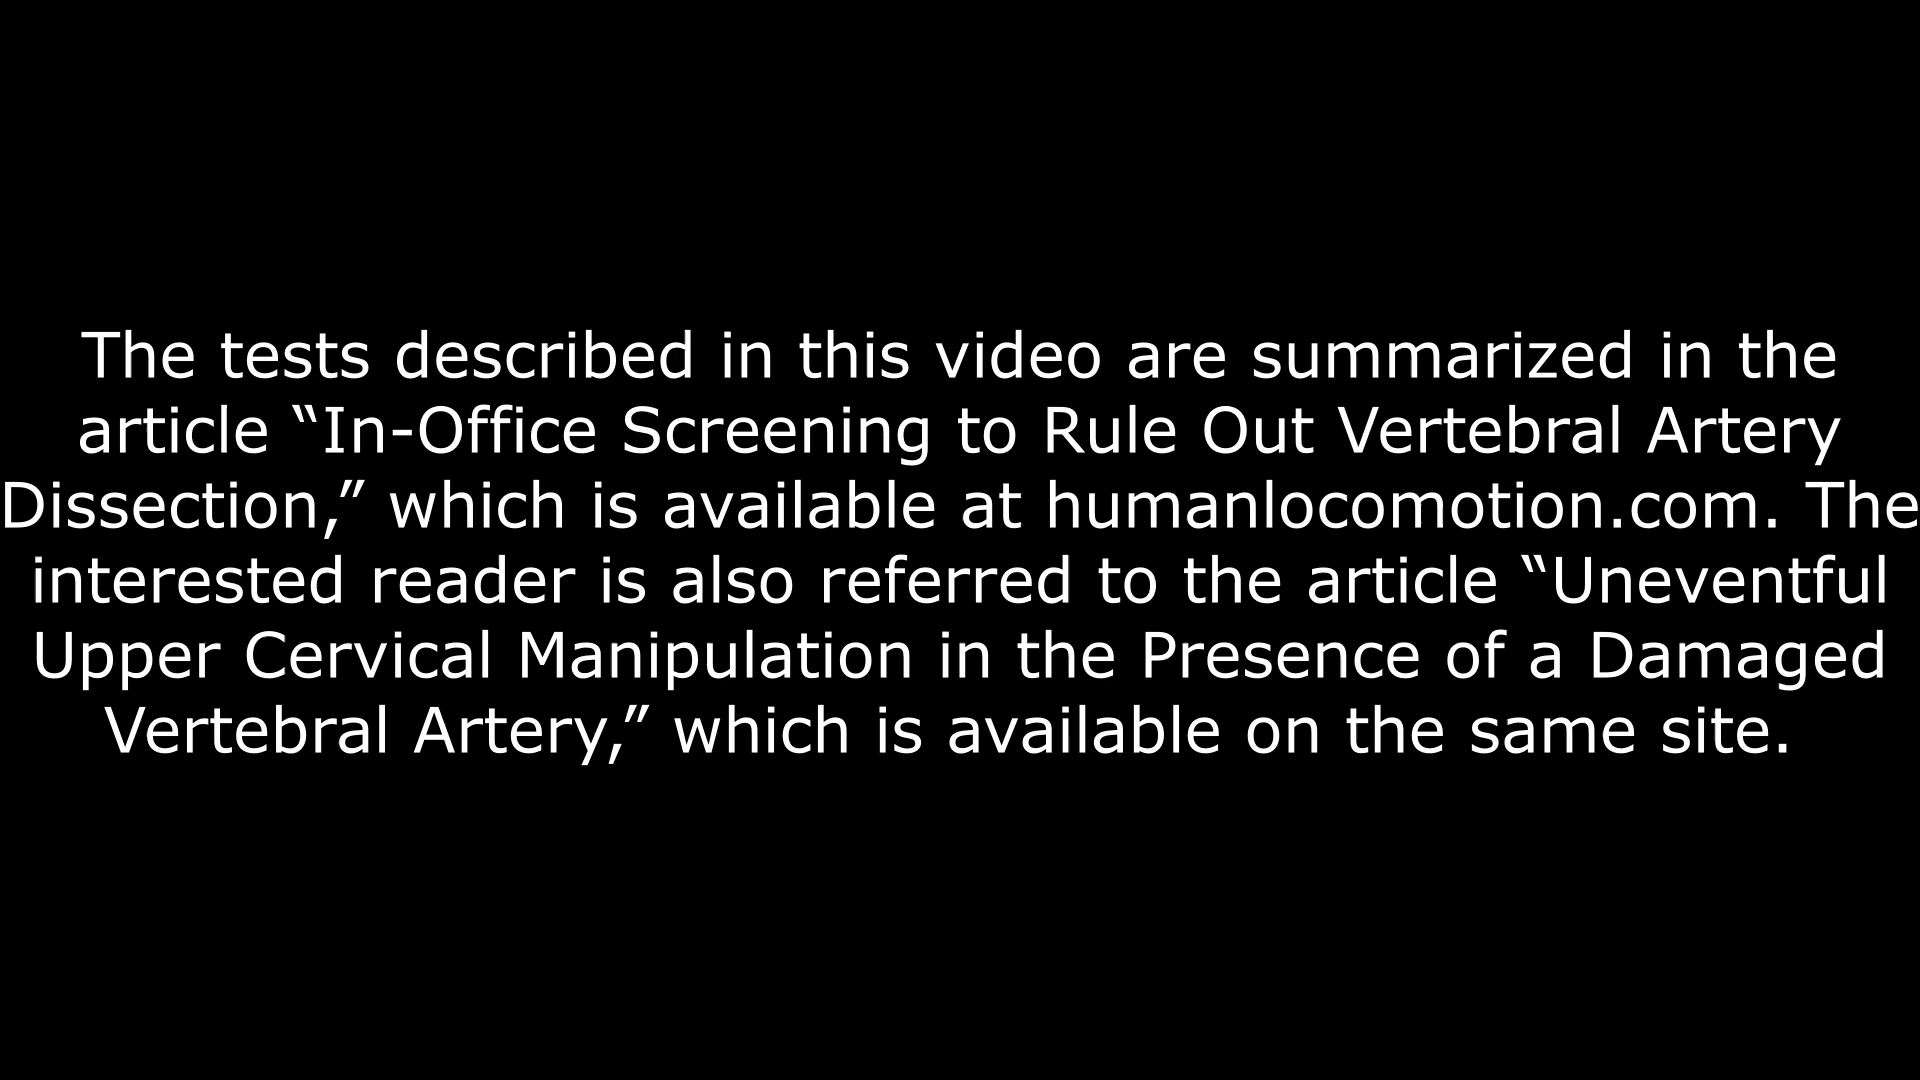 The tests described in this video are summarized in the
article “In-Office Screening to Rule Out Vertebral Artery
Dissection,” which is available at humanlocomotion.com. The
interested reader is also referred to the article “Uneventful
Upper Cervical Manipulation in the Presence of a Damaged
Vertebral Artery,” which is available on the same site.